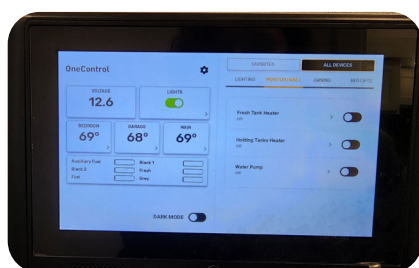 OneControl
FAVORITES
ALL DEVICES
LIGHTING
AWNING
BED LIFTS
VOLTAGE
12.6
LIGHTS
BEDROOM
69°
GARAGE
68°
MAIN
69°
Auxiliary Fuel
Black 1
Black 2
Fresh
Fuel
Grey
Fresh Tank Heater
Off
Holding Tanks Heater
Off
Water Pump
Off
DARK MODE